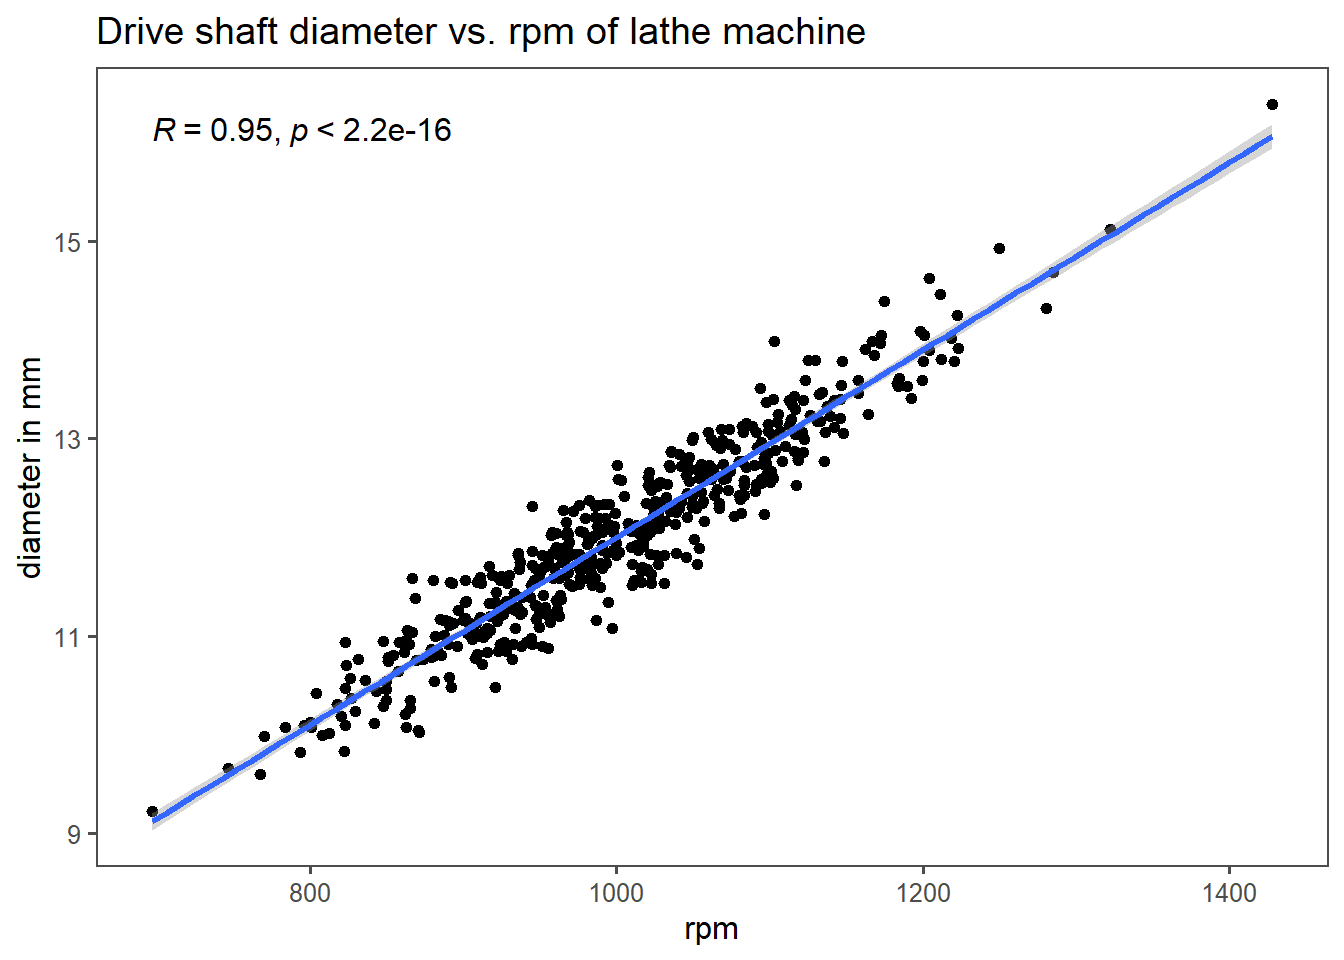 Drive shaft diameter vs. rpm of lathe machine
R = 0.95, p < 2.2e-16
diameter in mm
15
13
11
9
800 1000 1200 1400
rpm